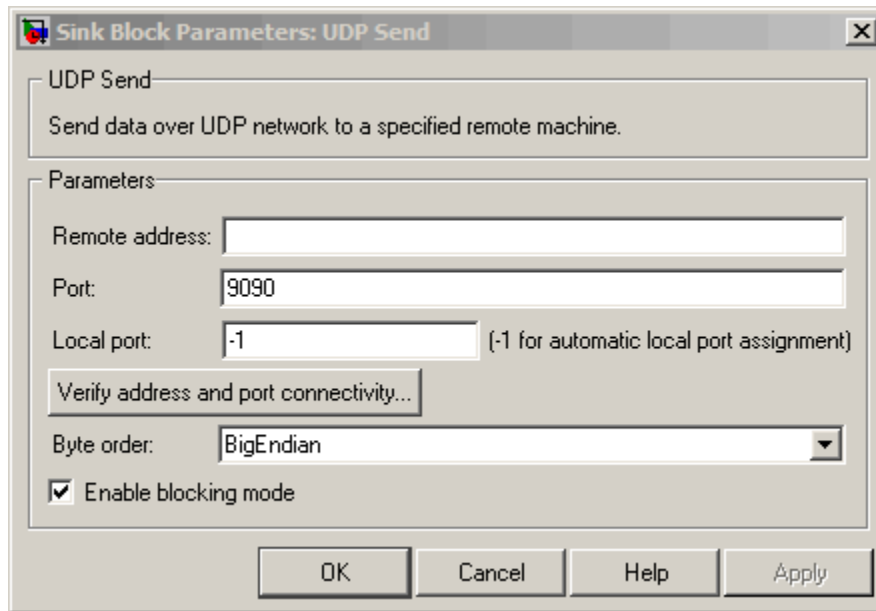 Sink Block Parameters: UDP Send
UDP Send
Send data over UDP network to a specified remote machine.
Parameters
Remote address:
Port: 9090
Local port: -1 (-1 for automatic local port assignment)
Verify address and port connectivity...
Byte order: BigEndian
Enable blocking mode
OK Cancel Help Apply